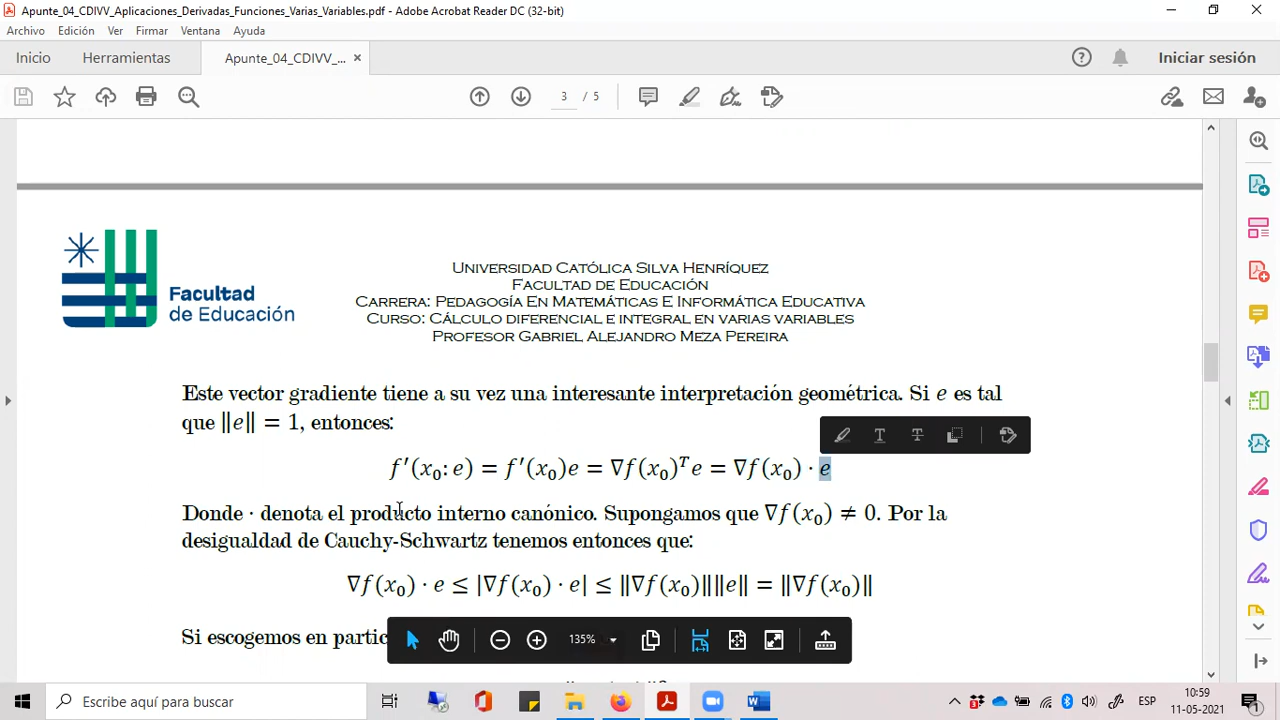 Apunte_04_CDIVV_Aplicaciones_Derivadas_Funciones_Varias_Variables.pdf - Adobe Acrobat Reader DC (32-bit)
Archivo Edición Ver Firmar Ventana Ayuda
Inicio Herramientas Apunte_04_CDIVV_... × Iniciar sesión
3 / 5
Facultad
de Educación
UNIVERSIDAD CATÓLICA SILVA HENRÍQUEZ
FACULTAD DE EDUCACIÓN
CARRERA: PEDAGOGÍA EN MATEMÁTICAS E INFORMÁTICA EDUCATIVA
CURSO: CÁLCULO DIFERENCIAL E INTEGRAL EN VARIAS VARIABLES
PROFESOR GABRIEL ALEJANDRO MEZA PEREIRA
Este vector gradiente tiene a su vez una interesante interpretación geométrica. Si e es tal
que ‖e‖ = 1, entonces:
f′(x₀: e) = f′(x₀)e = ∇f(x₀)ᵀe = ∇f(x₀) · e
Donde · denota el producto interno canónico. Supongamos que ∇f(x₀) ≠ 0. Por la
desigualdad de Cauchy-Schwartz tenemos entonces que:
∇f(x₀) · e ≤ |∇f(x₀) · e| ≤ ‖∇f(x₀)‖‖e‖ = ‖∇f(x₀)‖
Si escogemos en partic
135%
Escribe aquí para buscar
ESP
10:59
11-05-2021